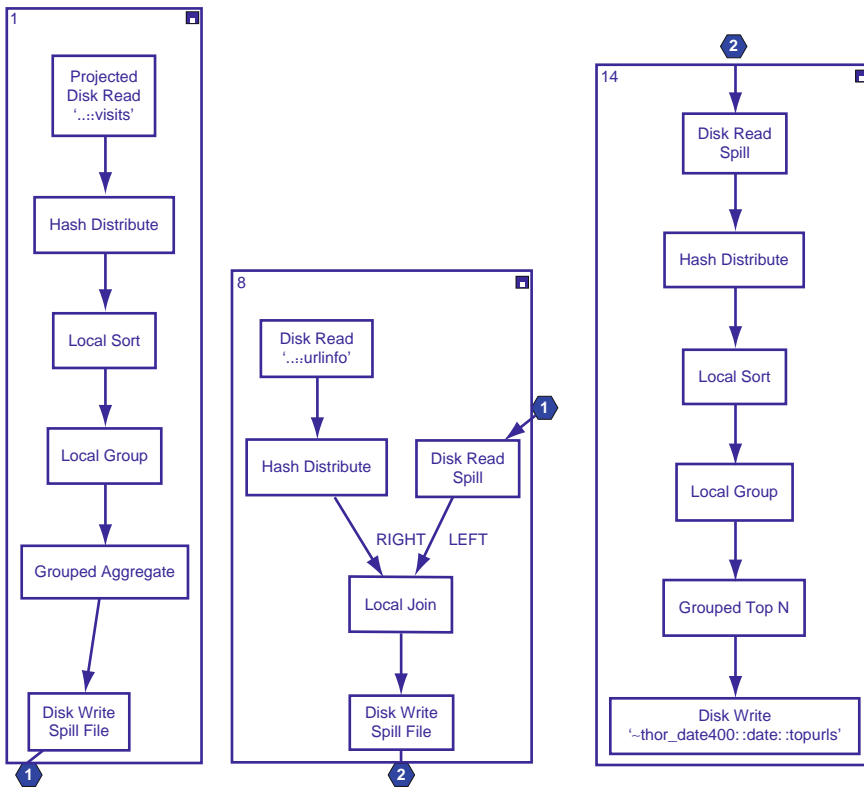 1
Projected
Disk Read
‘..::visits’
Hash Distribute
Local Sort
Local Group
Grouped Aggregate
Disk Write
Spill File
1
8
Disk Read
‘..::urlinfo’
1
Hash Distribute
Disk Read
Spill
RIGHT
LEFT
Local Join
Disk Write
Spill File
2
2
14
Disk Read
Spill
Hash Distribute
Local Sort
Local Group
Grouped Top N
Disk Write
‘~thor_date400: :date: :topurls’